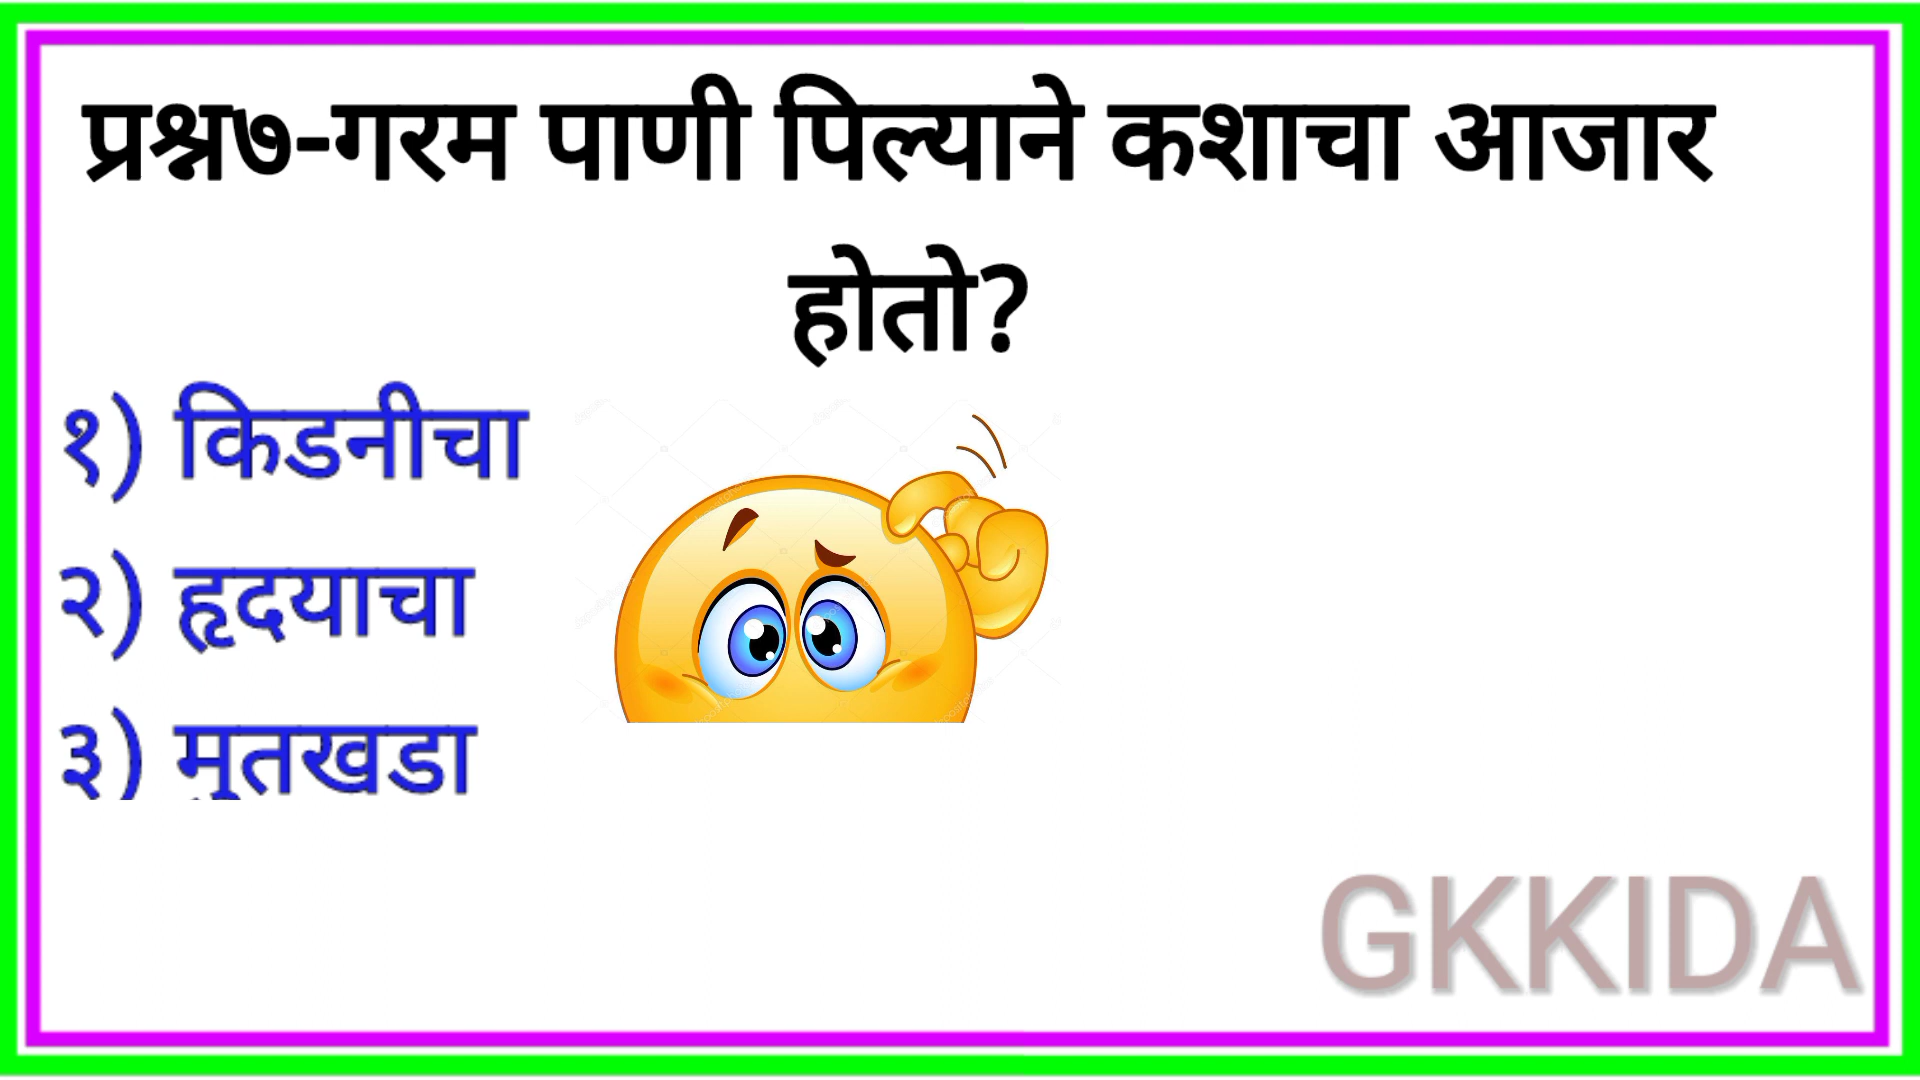 प्रश्न७-गरम पाणी पिल्याने कशाचा आजार
होतो?
१) किडनीचा
२) हृदयाचा
३) मुतखडा
GKKIDA